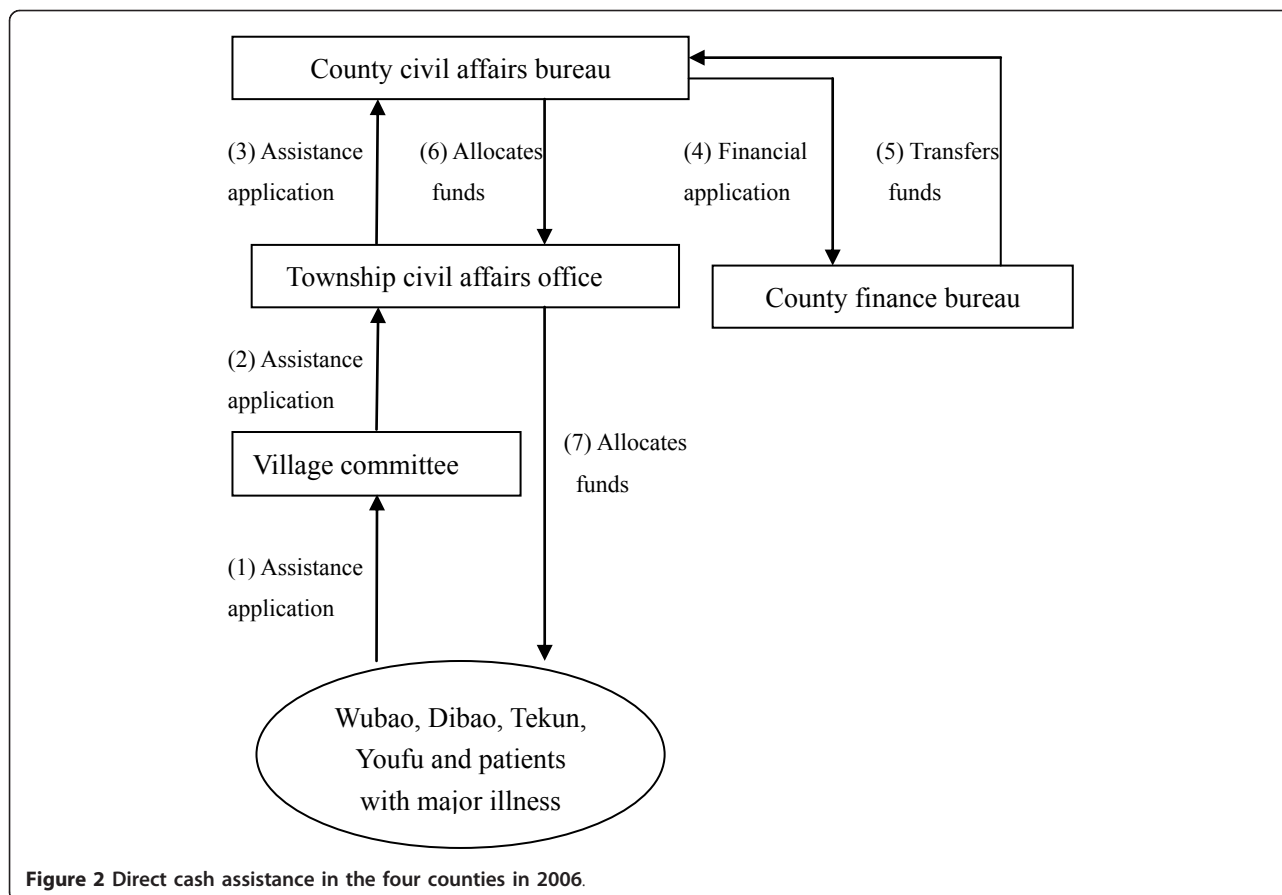 County civil affairs bureau
(3) Assistance
application
(6) Allocates
funds
(4) Financial
application
(5) Transfers
funds
Township civil affairs office
County finance bureau
(2) Assistance
application
Village committee
(7) Allocates
funds
(1) Assistance
application
Wubao, Dibao, Tekun,
Youfu and patients
with major illness
Figure 2 Direct cash assistance in the four counties in 2006.